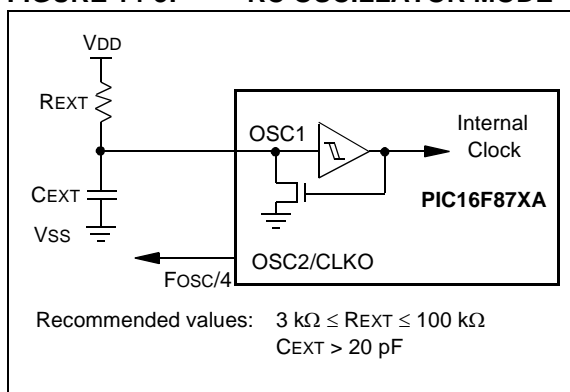 FIGURE 14-3: RC OSCILLATOR MODE
VDD
REXT
OSC1
Internal
Clock
CEXT
PIC16F87XA
VSS
OSC2/CLKO
FOSC/4
Recommended values: 3 kΩ ≤ REXT ≤ 100 kΩ
CEXT > 20 pF